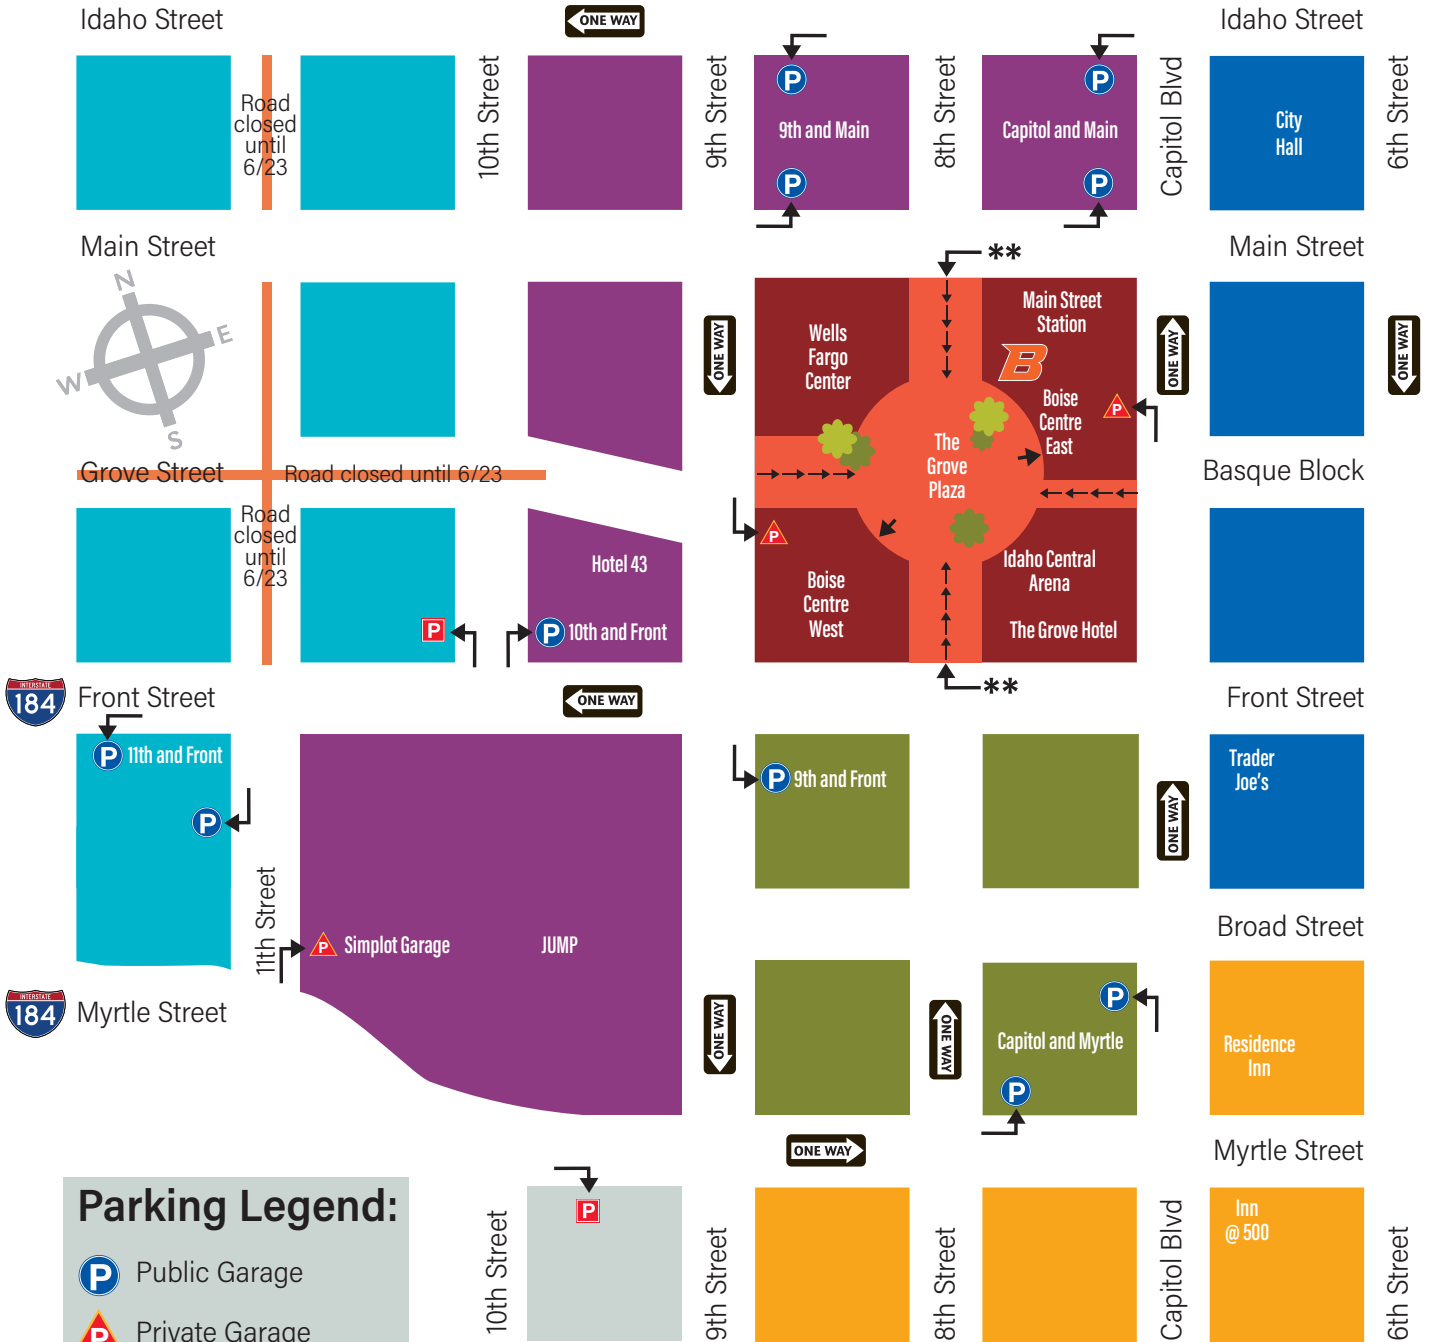 Idaho Street
ONE WAY
Idaho Street
10th Street
9th Street
8th Street
Capitol Blvd
6th Street
Road
closed
until
6/23
P
P
9th and Main
Capitol and Main
City
Hall
P
P
Main Street
**
Main Street
N
E
W
S
ONE WAY
Wells
Fargo
Center
Main Street
Station
B
ONE WAY
ONE WAY
Boise
Centre
East
P
The
Grove
Plaza
Grove Street
Road closed until 6/23
Basque Block
Road
closed
until
6/23
P
Hotel 43
Idaho Central
Arena
Boise
Centre
West
P
P
10th and Front
The Grove Hotel
INTERSTATE
184
Front Street
ONE WAY
**
Front Street
P
11th and Front
P
9th and Front
Trader
Joe's
P
ONE WAY
11th Street
P
Simplot Garage
JUMP
Broad Street
INTERSTATE
184
Myrtle Street
ONE WAY
ONE WAY
P
Capitol and Myrtle
P
Residence
Inn
ONE WAY
Myrtle Street
Parking Legend:
P
Public Garage
P
Private Garage
P
10th Street
9th Street
8th Street
Capitol Blvd
Inn
@ 500
6th Street